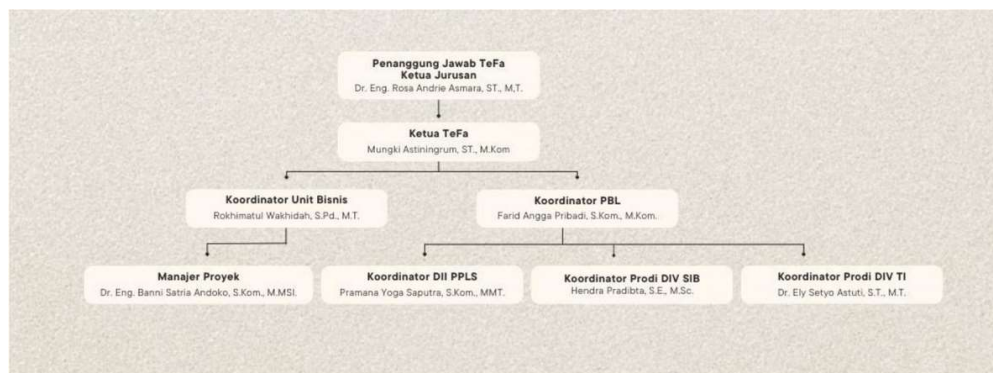 Penanggung Jawab TeFa
Ketua Jurusan
Dr. Eng. Rosa Andrie Asmara, ST., M,T.
Ketua TeFa
Mungki Astiningrum, ST., M.Kom
Koordinator Unit Bisnis
Rokhimatul Wakhidah, S.Pd., M.T.
Koordinator PBL
Farid Angga Pribadi, S.Kom., M.Kom.
Manajer Proyek
Dr. Eng. Banni Satria Andoko, S.Kom., M.MSI.
Koordinator DII PPLS
Pramana Yoga Saputra, S.Kom., MMT.
Koordinator Prodi DIV SIB
Hendra Pradibta, S.E., M.Sc.
Koordinator Prodi DIV TI
Dr. Ely Setyo Astuti, S.T., M.T.